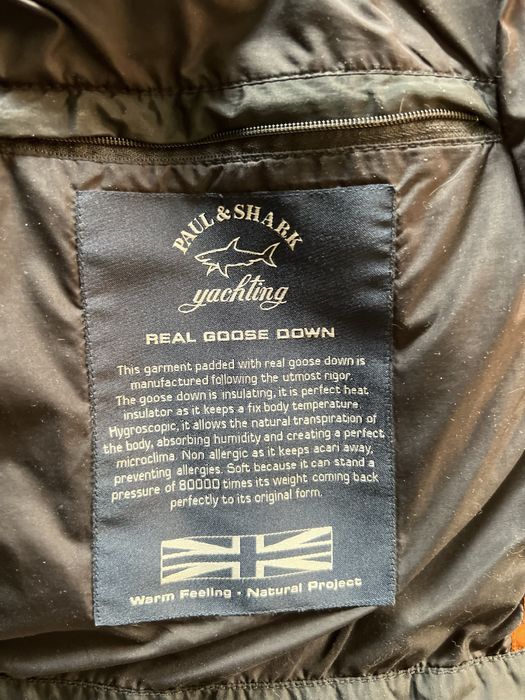 PAUL & SHARK
yachting
REAL GOOSE DOWN
This garment padded with real goose down is
manufactured following the utmost rigor.
The goose down is insulating, it is perfect heat
insulator as it keeps a fix body temperature.
Hygroscopic, it allows the natural transpiration of
the body, absorbing humidity and creating a perfect
microclima. Non allergic as it keeps acari away,
preventing allergies. Soft because it can stand a
pressure of 80000 times its weight coming back
perfectly to its original form.
Warm Feeling - Natural Project